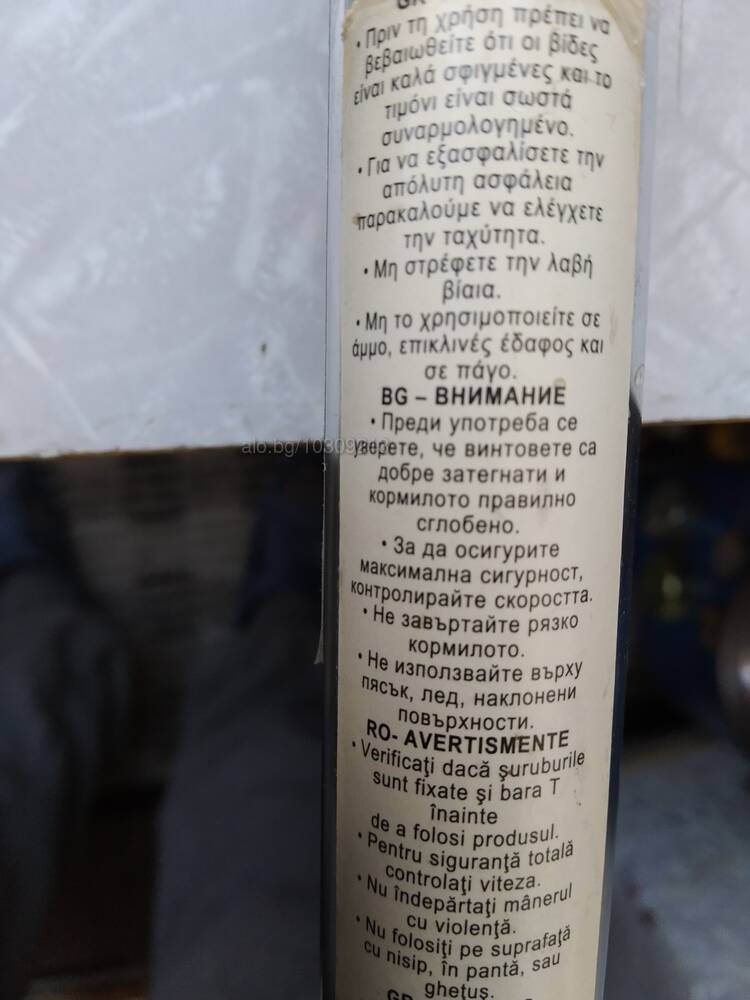 GR
• Πριν τη χρήση πρέπει να
βεβαιωθείτε ότι οι βίδες
είναι καλά σφιγμένες και το
τιμόνι είναι σωστά
συναρμολογημένο.
• Για να εξασφαλίσετε την
απόλυτη ασφάλεια
παρακαλούμε να ελέγχετε
την ταχύτητα.
• Μη στρέφετε την λαβή
βίαια.
• Μη το χρησιμοποιείτε σε
άμμο, επικλινές έδαφος και
σε πάγο.
BG – ВНИМАНИЕ
• Преди употреба се
уверете, че винтовете са
добре затегнати и
кормилото правилно
сглобено.
• За да осигурите
максимална сигурност,
контролирайте скоростта.
• Не завъртайте рязко
кормилото.
• Не използвайте върху
пясък, лед, наклонени
повърхности.
RO- AVERTISMENTE
• Verificaţi dacă şuruburile
sunt fixate şi bara T
înainte
de a folosi produsul.
• Pentru siguranţă totală
controlaţi viteza.
• Nu îndepărtaţi mânerul
cu violenţă.
• Nu folosiţi pe suprafaţă
cu nisip, în pantă, sau
gheţuş.